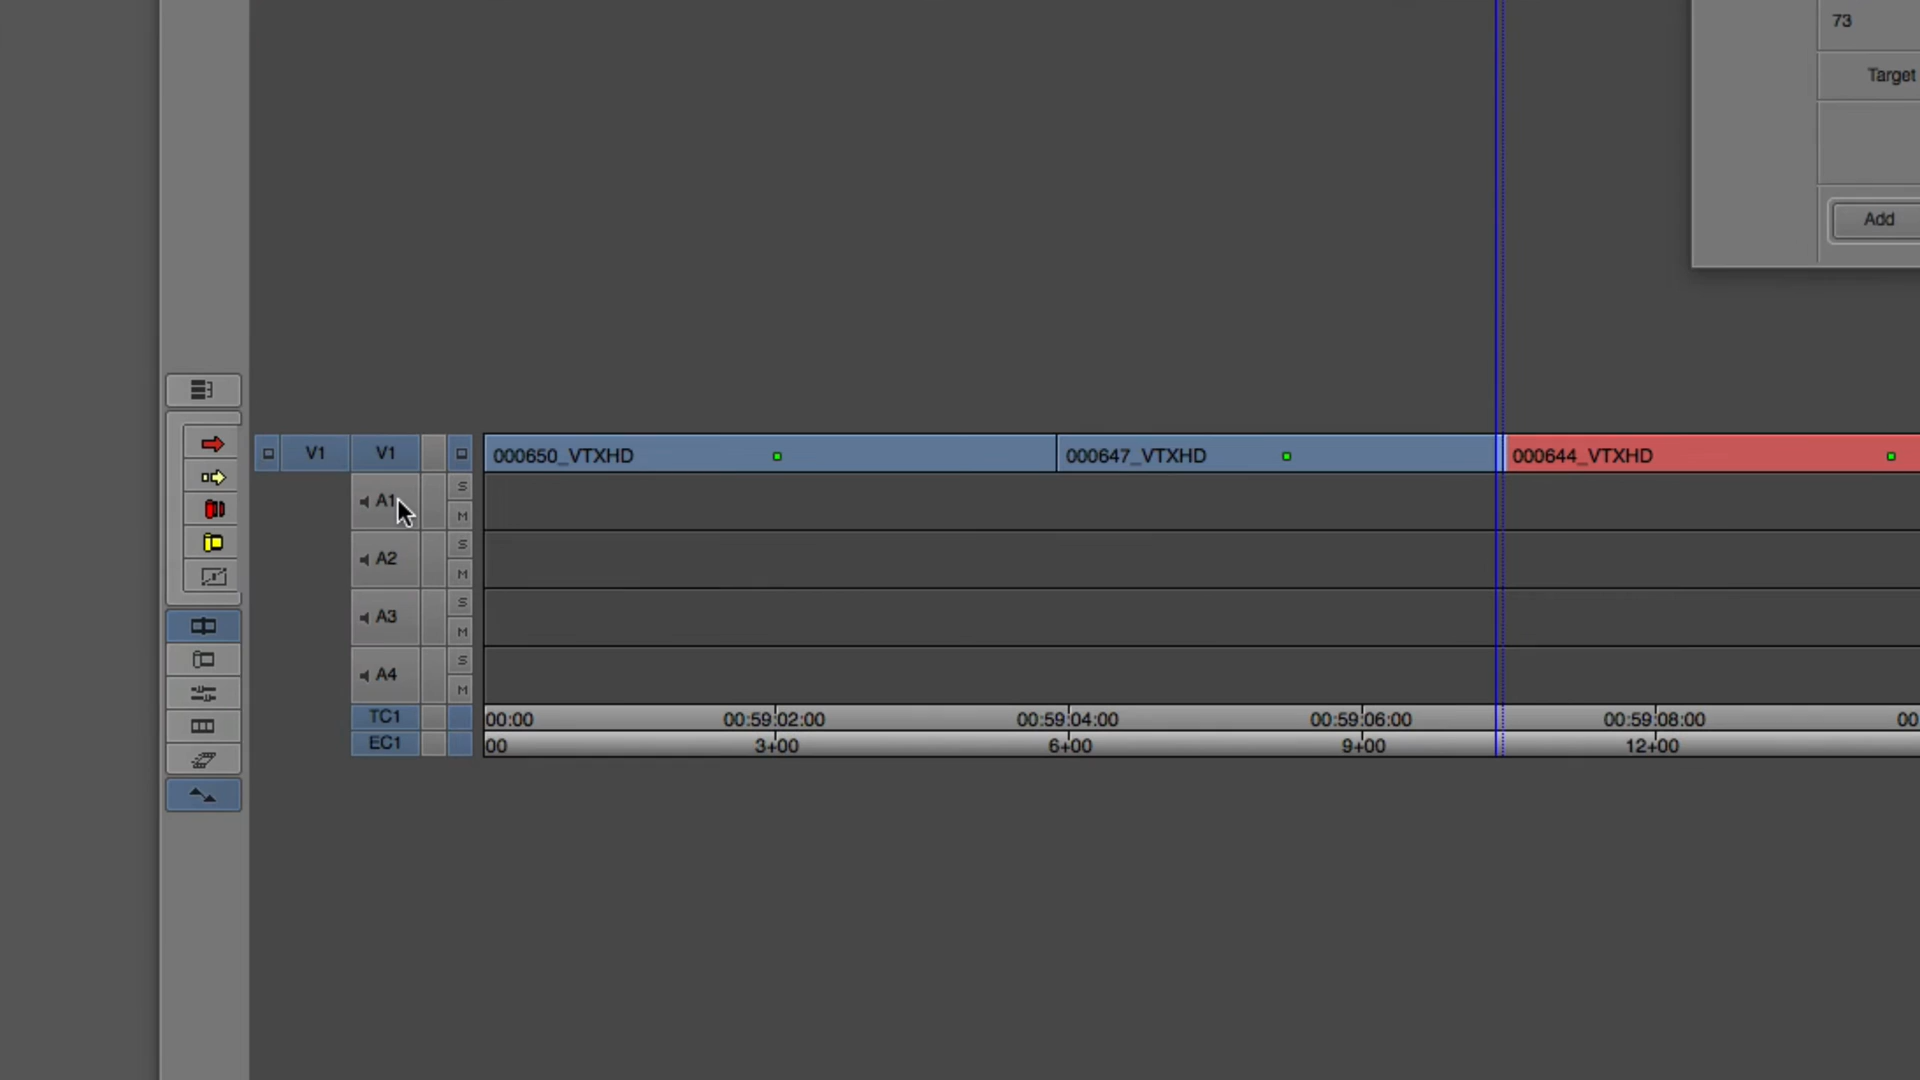 73
Target
Add
V1 V1 000650_VTXHD 000647_VTXHD 000644_VTXHD
A1 S
M
A2 S
M
A3 S
M
A4 S
M
TC1 00:00 00:59:02:00 00:59:04:00 00:59:06:00 00:59:08:00 00
EC1 00 3+00 6+00 9+00 12+00